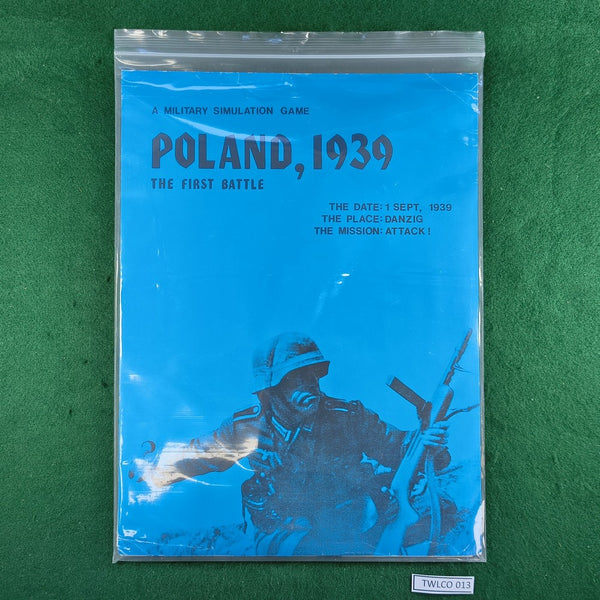 A MILITARY SIMULATION GAME
POLAND, 1939
THE FIRST BATTLE
THE DATE: 1 SEPT, 1939
THE PLACE: DANZIG
THE MISSION: ATTACK!
TWLCO 013